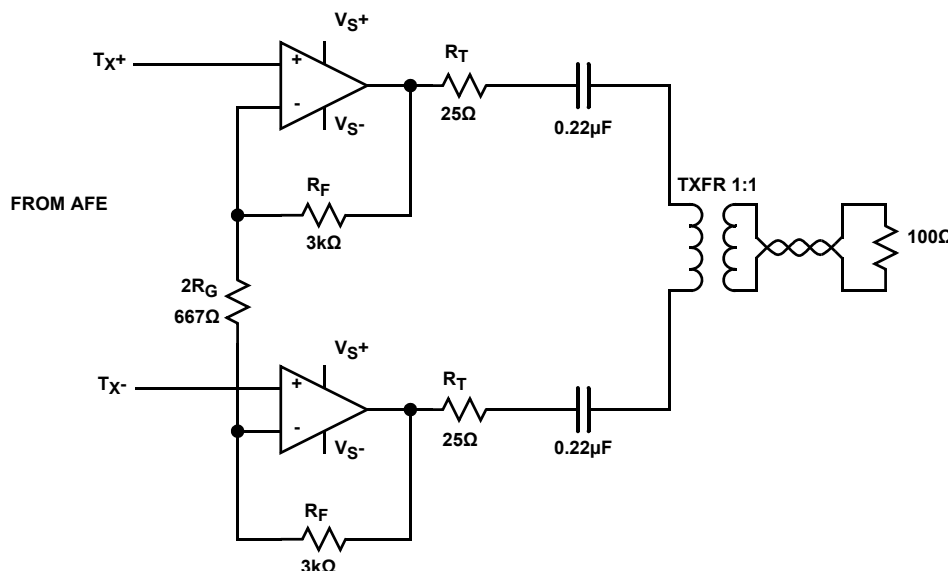 VS+
TX+
+
-
RT
25Ω
0.22µF
VS-
FROM AFE
RF
3kΩ
TXFR 1:1
100Ω
2RG
667Ω
VS+
TX-
+
-
RT
25Ω
0.22µF
VS-
RF
3kΩ